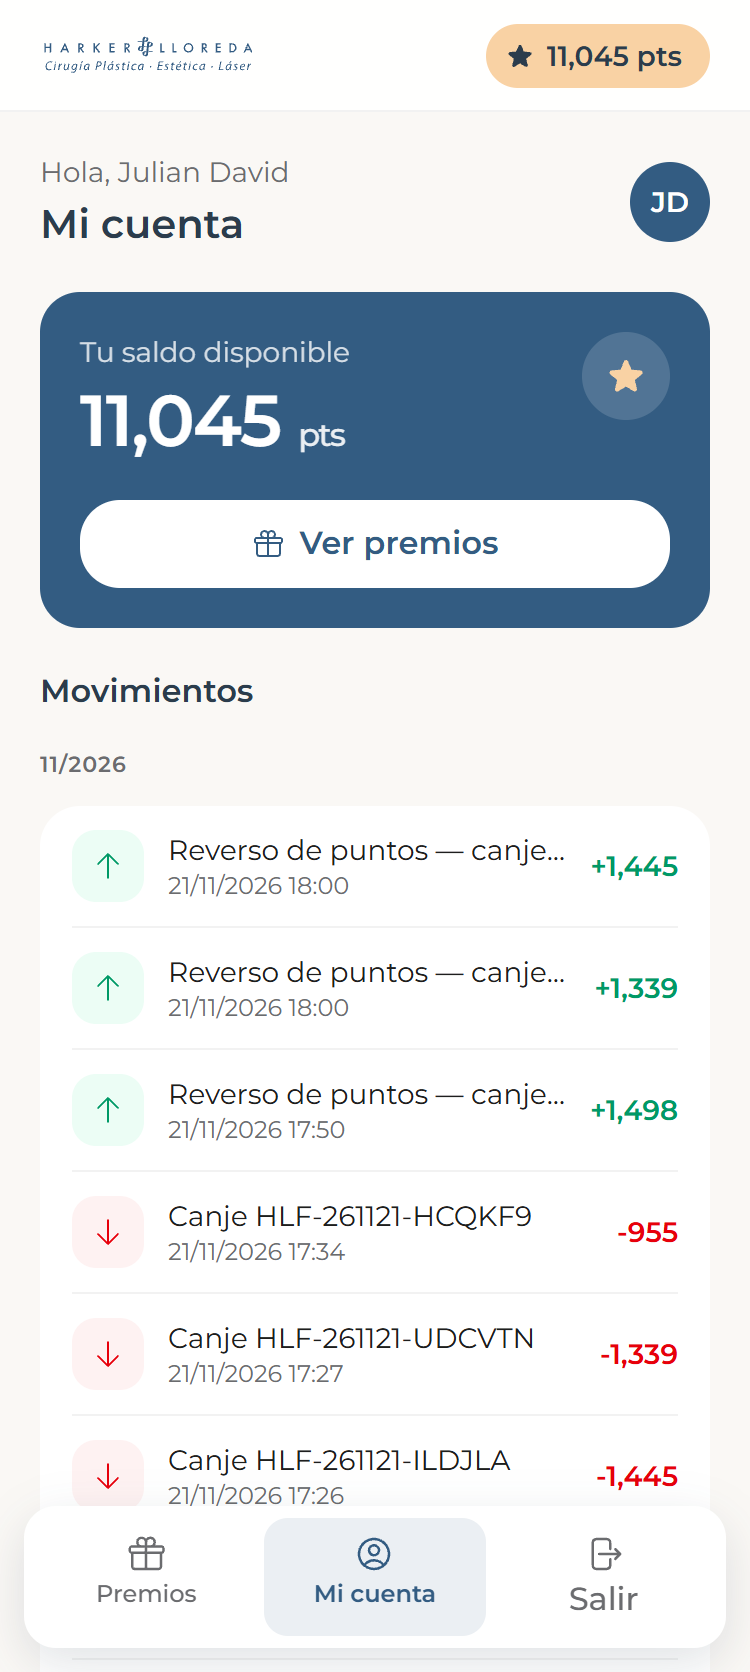 HARKER LLOREDA
Cirugía Plástica · Estética · Láser
11,045 pts
Hola, Julian David
Mi cuenta
JD
Tu saldo disponible
11,045 pts
Ver premios
Movimientos
11/2026
Reverso de puntos — canje...
+1,445
21/11/2026 18:00
Reverso de puntos — canje...
+1,339
21/11/2026 18:00
Reverso de puntos — canje...
+1,498
21/11/2026 17:50
Canje HLF-261121-HCQKF9
-955
21/11/2026 17:34
Canje HLF-261121-UDCVTN
-1,339
21/11/2026 17:27
Canje HLF-261121-ILDJLA
-1,445
21/11/2026 17:26
Premios
Mi cuenta
Salir